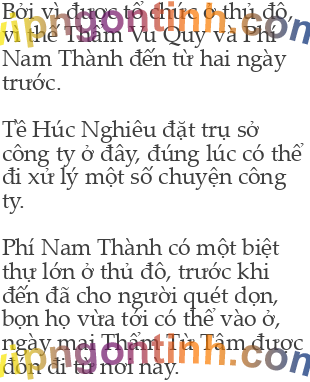 Bởi vì được tổ chức ở thủ đô,
vì thế Thẩm Vu Quy và Phí
Nam Thành đến từ hai ngày
trước.
Tề Húc Nghiêu đặt trụ sở
công ty ở đây, đúng lúc có thể
đi xử lý một số chuyện công
ty.
Phí Nam Thành có một biệt
thự lớn ở thủ đô, trước khi
đến đã cho người quét dọn,
bọn họ vừa tới có thể vào ở,
ngày mai Thẩm Từ Tâm được
đón đi từ nơi này.
vipngontinh.com
vipngontinh.com